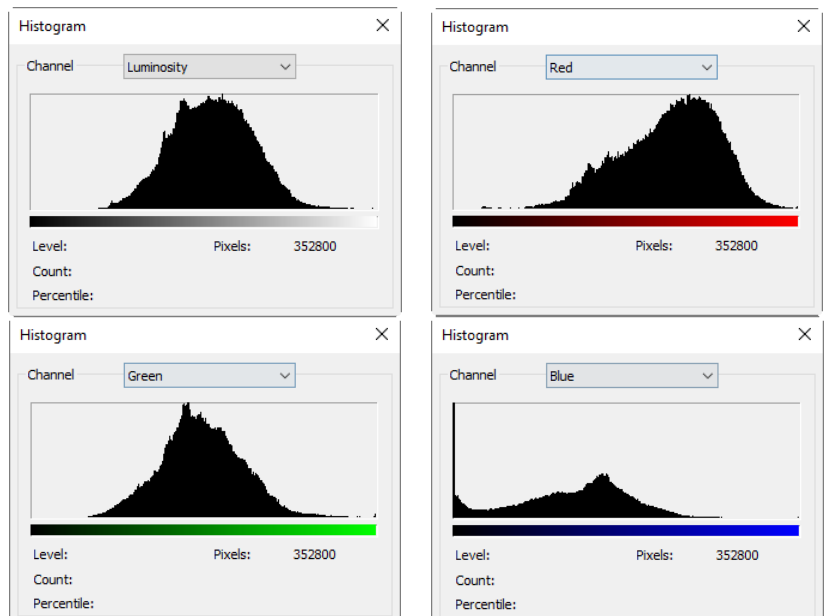 Histogram
Channel Luminosity
Level: Pixels: 352800
Count:
Percentile:
Histogram
Channel Red
Level: Pixels: 352800
Count:
Percentile:
Histogram
Channel Green
Level: Pixels: 352800
Count:
Percentile:
Histogram
Channel Blue
Level: Pixels: 352800
Count:
Percentile: